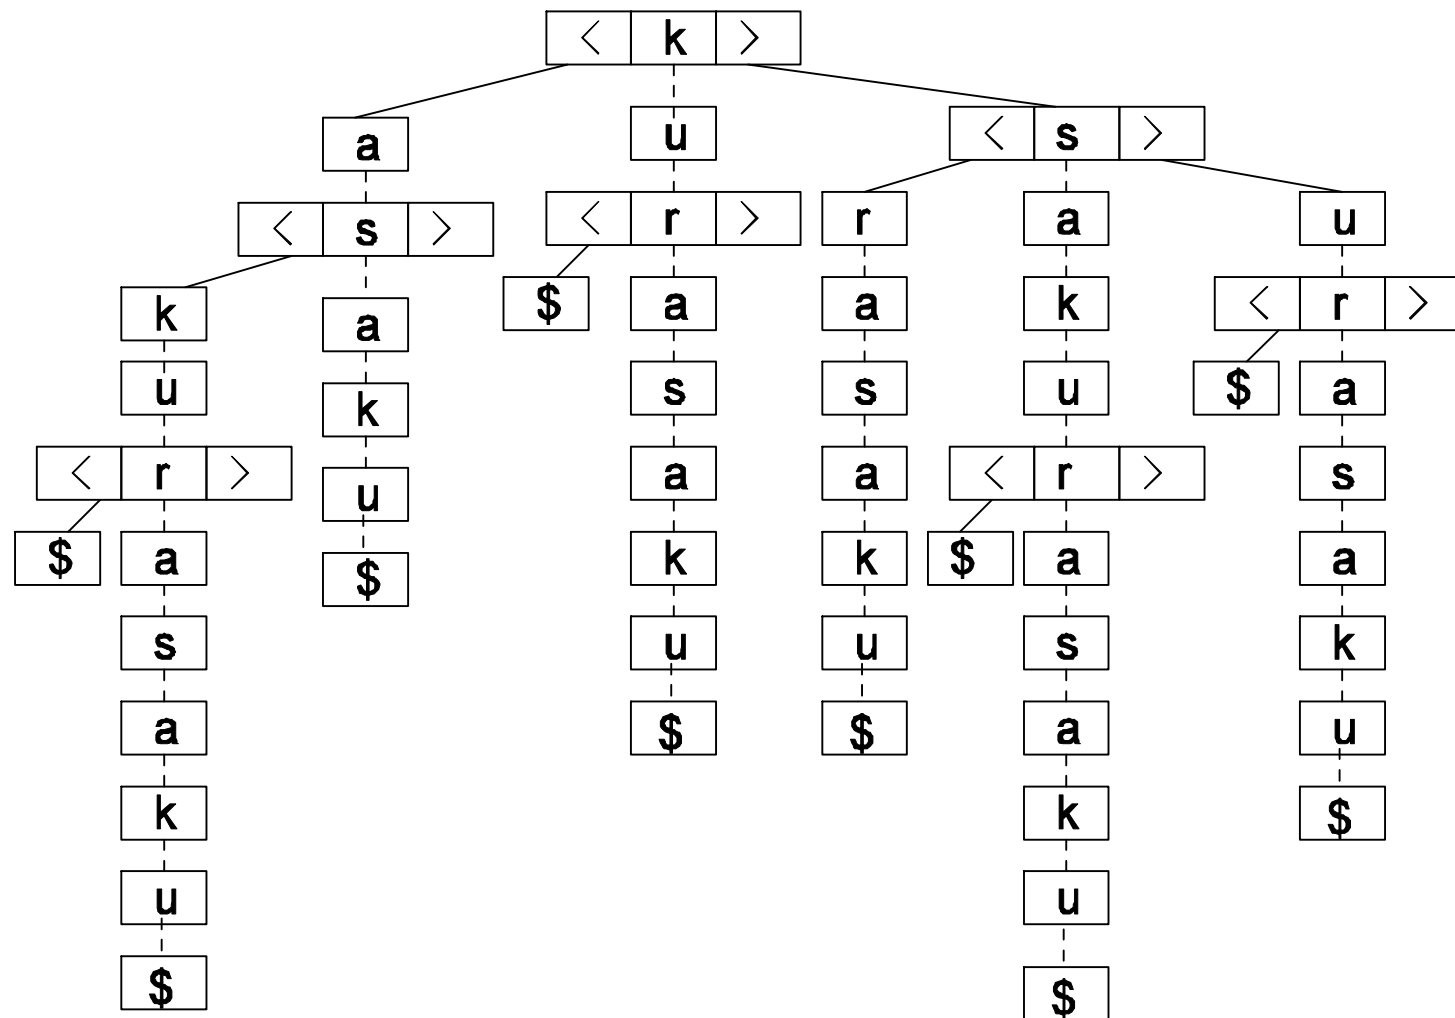 < k >
a u < s >
< s > < r > r a u
k a $ a a k < r >
u k s s u $ a
< r > u a a < r > s
$ a $ k k $ a a
s u u s k
a $ $ a u
k k $
u u
$ $